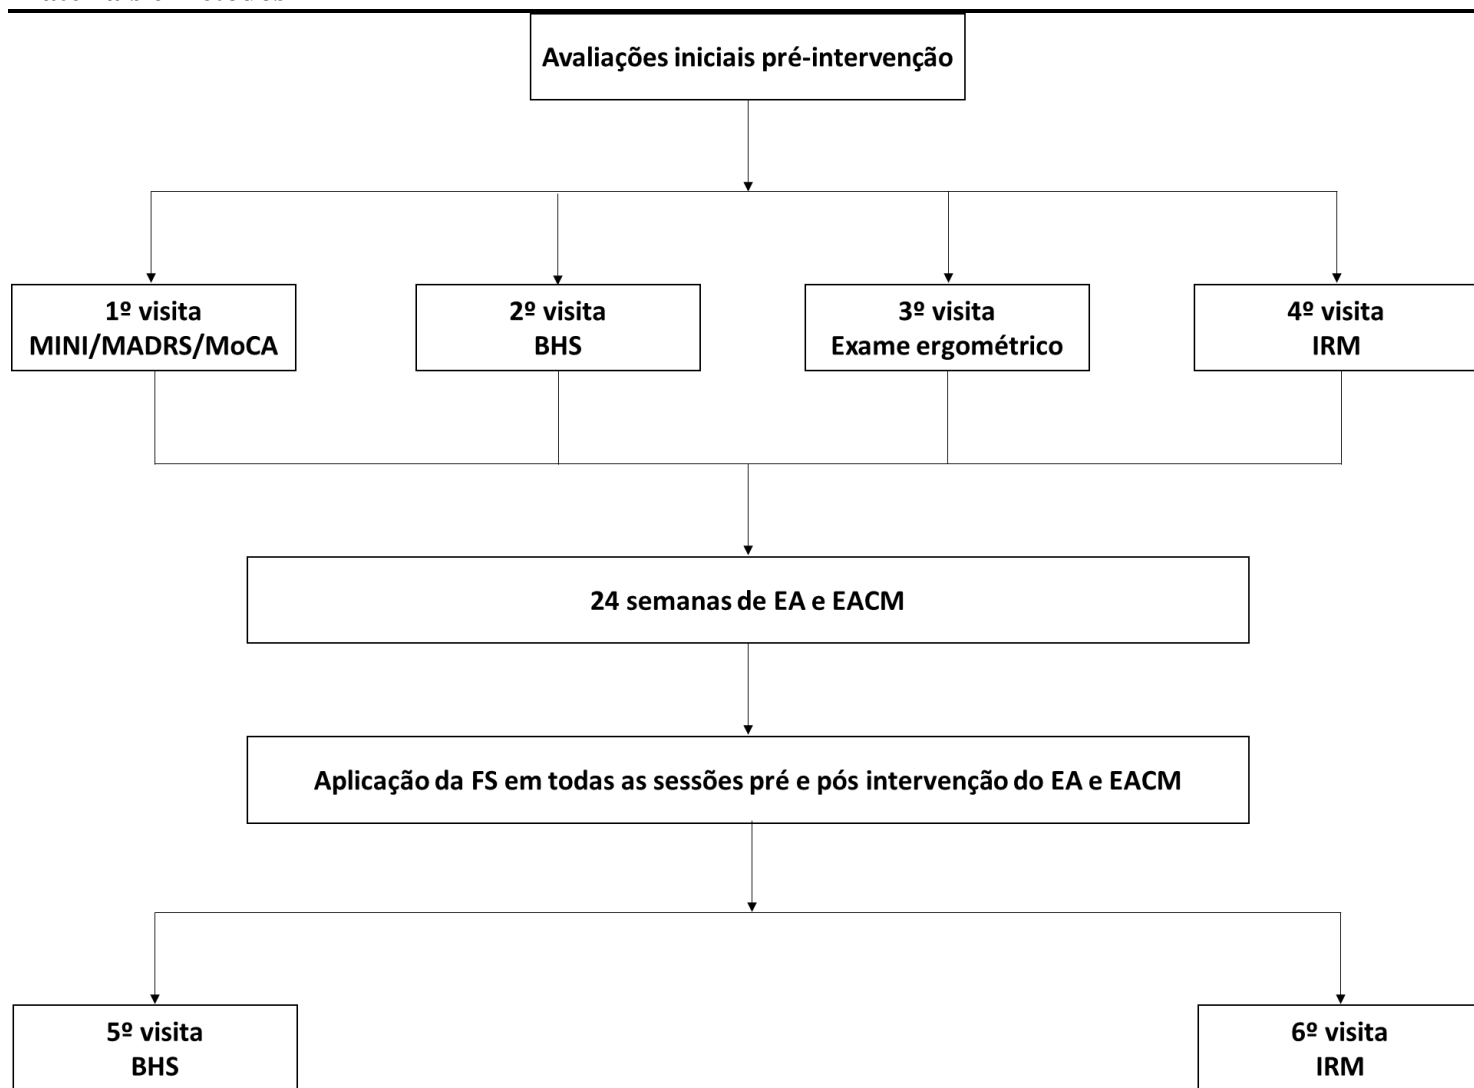 Avaliações iniciais pré-intervenção
1º visita
MINI/MADRS/MoCA
2º visita
BHS
3º visita
Exame ergométrico
4º visita
IRM
24 semanas de EA e EACM
Aplicação da FS em todas as sessões pré e pós intervenção do EA e EACM
5º visita
BHS
6º visita
IRM